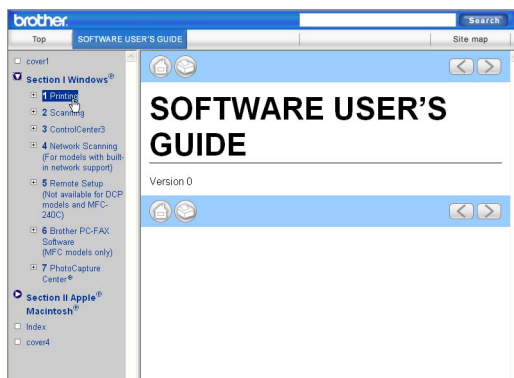 brother
Search
Top
SOFTWARE USER'S GUIDE
Site map
cover1
Section I Windows®
1 Printing
2 Scanning
3 ControlCenter3
4 Network Scanning
(For models with built-
in network support)
5 Remote Setup
(Not available for DCP
models and MFC-
240C)
6 Brother PC-FAX
Software
(MFC models only)
7 PhotoCapture
Center®
Section II Apple®
Macintosh®
Index
cover4
SOFTWARE USER'S
GUIDE
Version 0